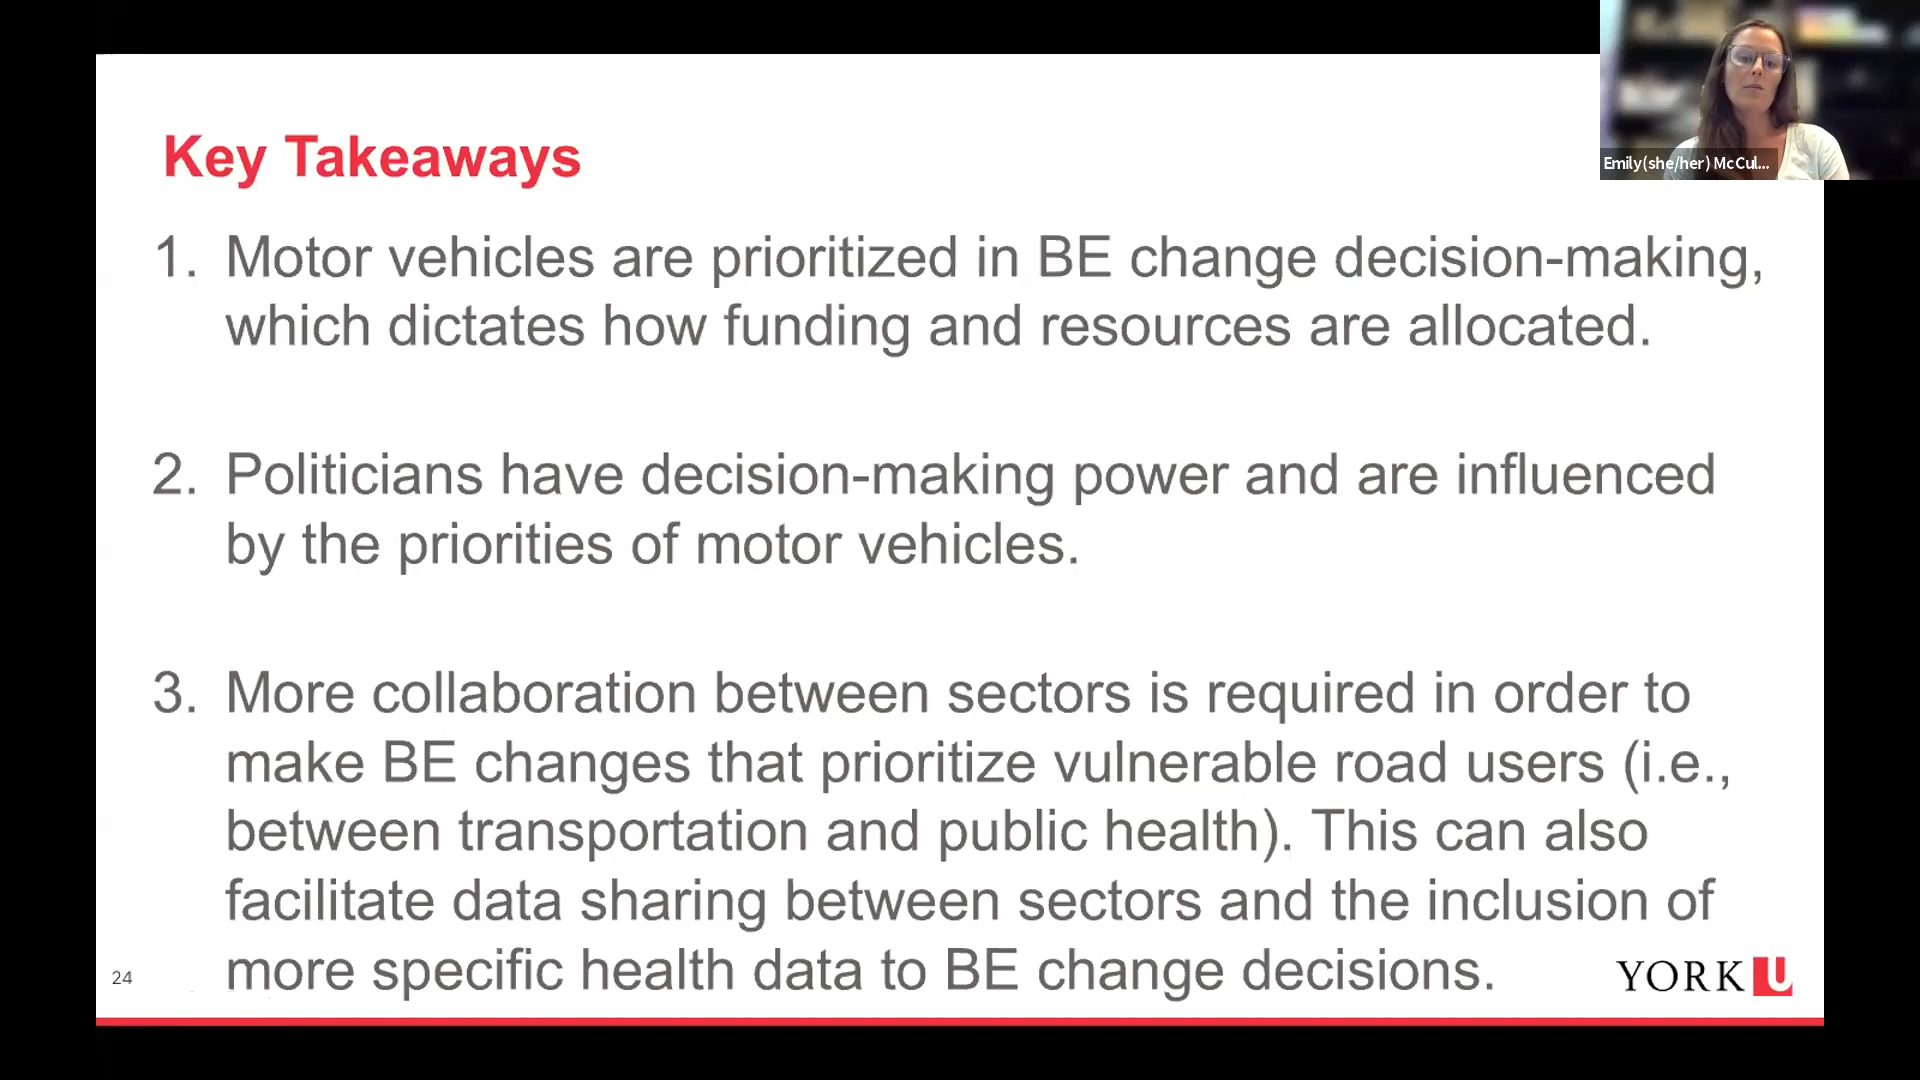 Emily(she/her) McCul...
Key Takeaways
1. Motor vehicles are prioritized in BE change decision-making,
which dictates how funding and resources are allocated.
2. Politicians have decision-making power and are influenced
by the priorities of motor vehicles.
3. More collaboration between sectors is required in order to
make BE changes that prioritize vulnerable road users (i.e.,
between transportation and public health). This can also
facilitate data sharing between sectors and the inclusion of
more specific health data to BE change decisions.
24
YORK U